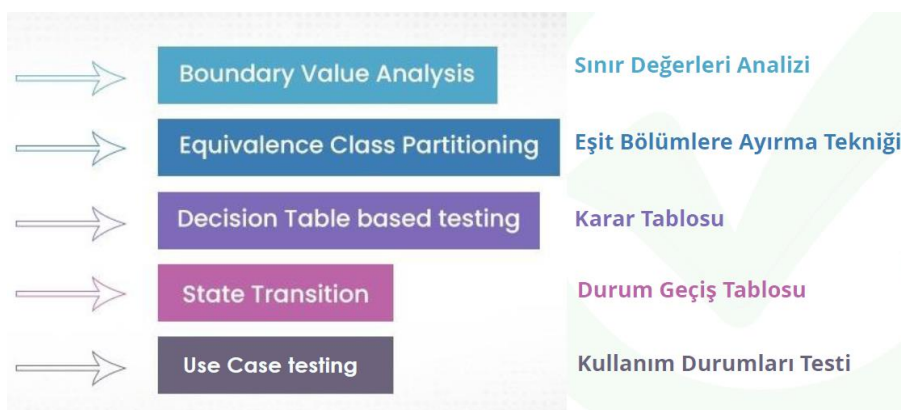 Boundary Value Analysis Sınır Değerleri Analizi
Equivalence Class Partitioning Eşit Bölümlere Ayırma Tekniği
Decision Table based testing Karar Tablosu
State Transition Durum Geçiş Tablosu
Use Case testing Kullanım Durumları Testi